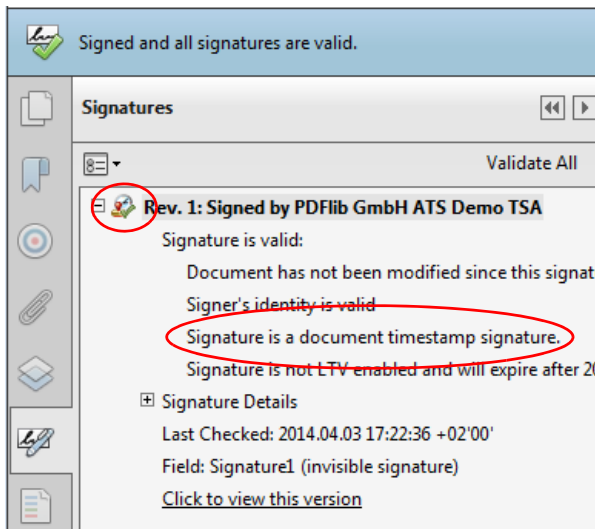 Signed and all signatures are valid.
Signatures
Validate All
Rev. 1: Signed by PDFlib GmbH ATS Demo TSA
Signature is valid:
Document has not been modified since this signat
Signer's identity is valid
Signature is a document timestamp signature.
Signature is not LTV enabled and will expire after 20
Signature Details
Last Checked: 2014.04.03 17:22:36 +02'00'
Field: Signature1 (invisible signature)
Click to view this version